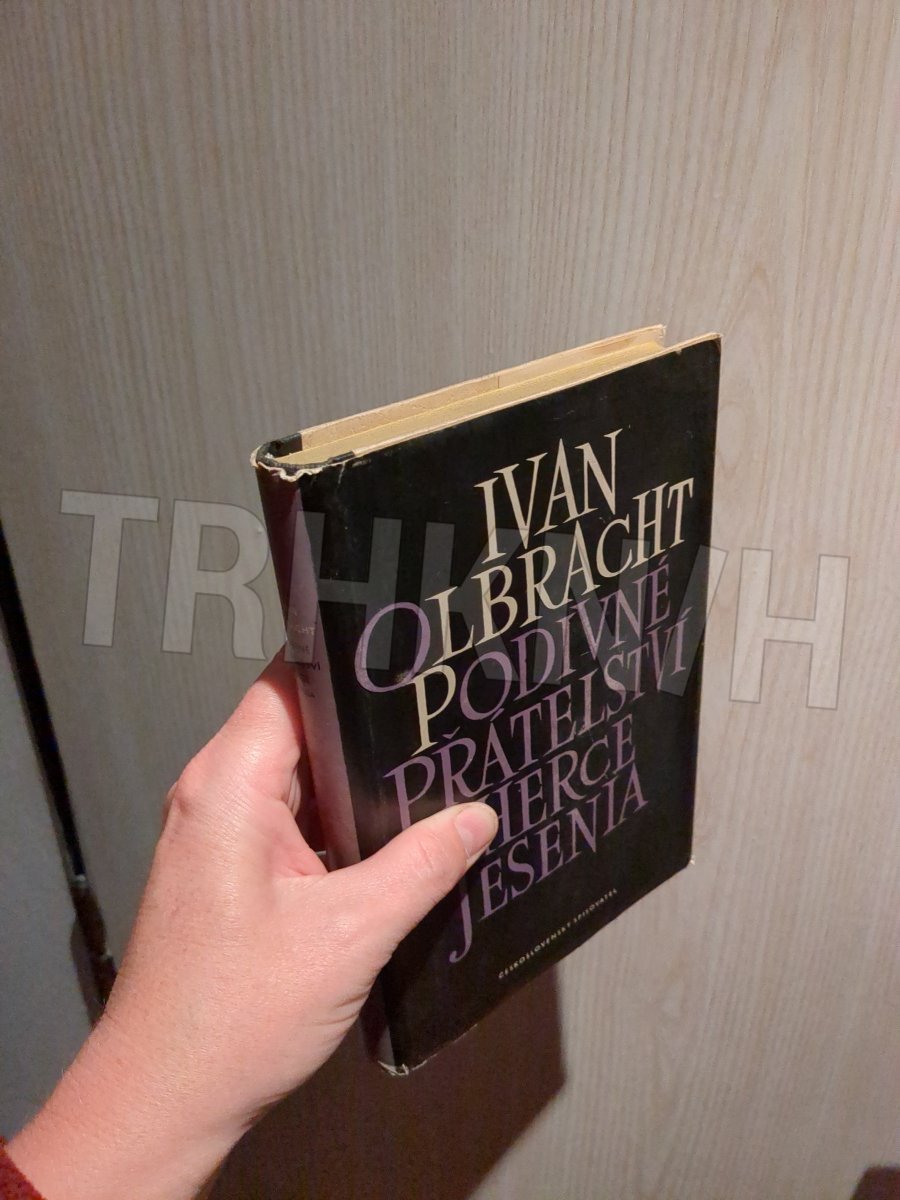 IVAN
OLBRACHT
PODIVNÉ
PŘÁTELSTVÍ
HERCE
JESENIA
ČESKOSLOVENSKÝ SPISOVATEL